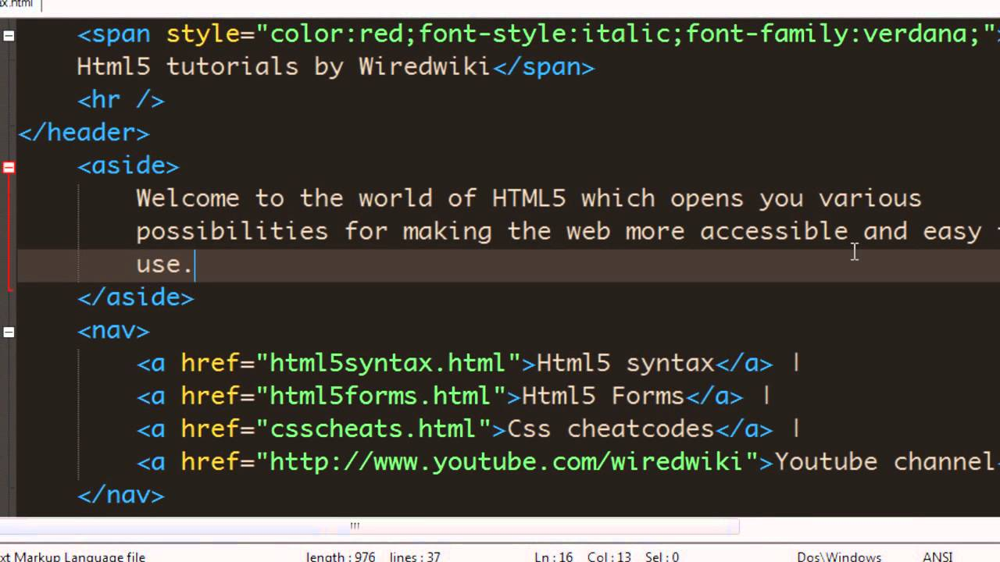 ax.html
<span style="color:red;font-style:italic;font-family:verdana;">
Html5 tutorials by Wiredwiki</span>
<hr />
</header>
<aside>
Welcome to the world of HTML5 which opens you various
possibilities for making the web more accessible and easy
use.
</aside>
<nav>
<a href="html5syntax.html">Html5 syntax</a> |
<a href="html5forms.html">Html5 Forms</a> |
<a href="csscheats.html">Css cheatcodes</a> |
<a href="http://www.youtube.com/wiredwiki">Youtube channel
</nav>
xt Markup Language file length : 976 lines : 37 Ln : 16 Col : 13 Sel : 0 Dos\Windows ANSI